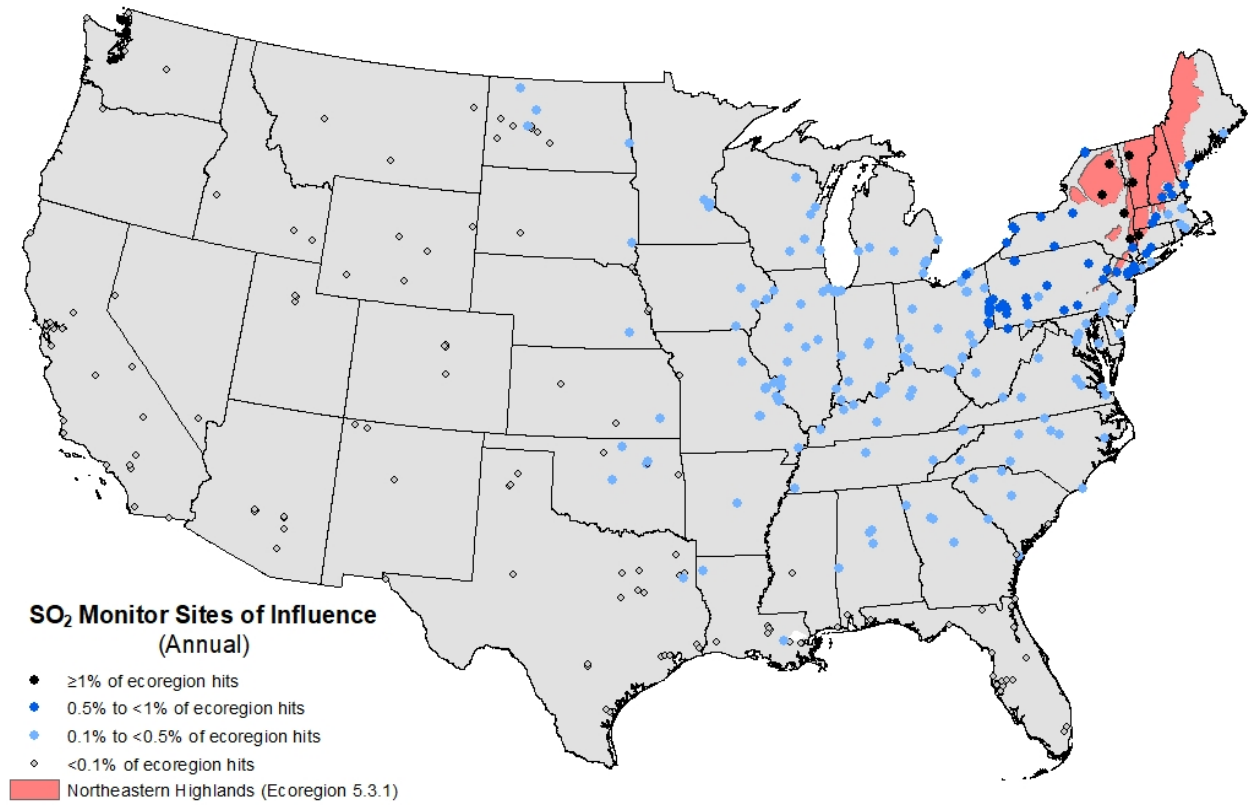 SO₂ Monitor Sites of Influence
(Annual)
≥1% of ecoregion hits
0.5% to <1% of ecoregion hits
0.1% to <0.5% of ecoregion hits
<0.1% of ecoregion hits
Northeastern Highlands (Ecoregion 5.3.1)